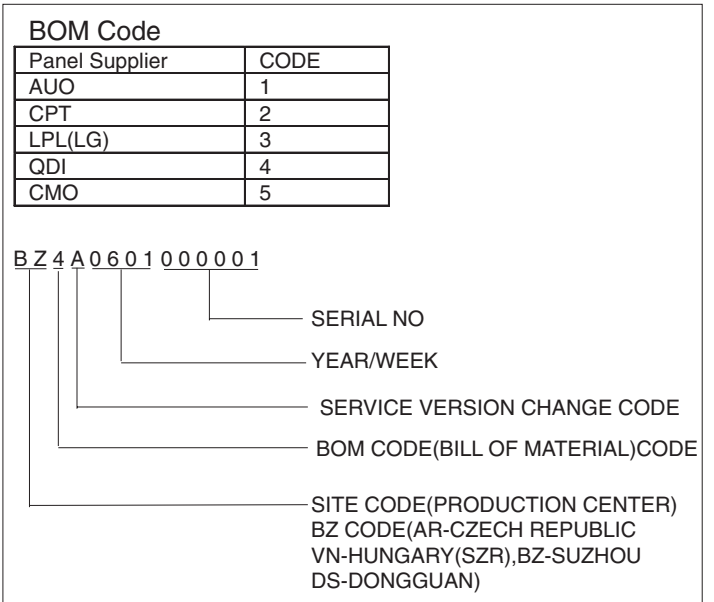 BOM Code
Panel Supplier CODE
AUO 1
CPT 2
LPL(LG) 3
QDI 4
CMO 5
B Z 4 A 0 6 0 1 0 0 0 0 0 1
SERIAL NO
YEAR/WEEK
SERVICE VERSION CHANGE CODE
BOM CODE(BILL OF MATERIAL)CODE
SITE CODE(PRODUCTION CENTER)
BZ CODE(AR-CZECH REPUBLIC
VN-HUNGARY(SZR),BZ-SUZHOU
DS-DONGGUAN)